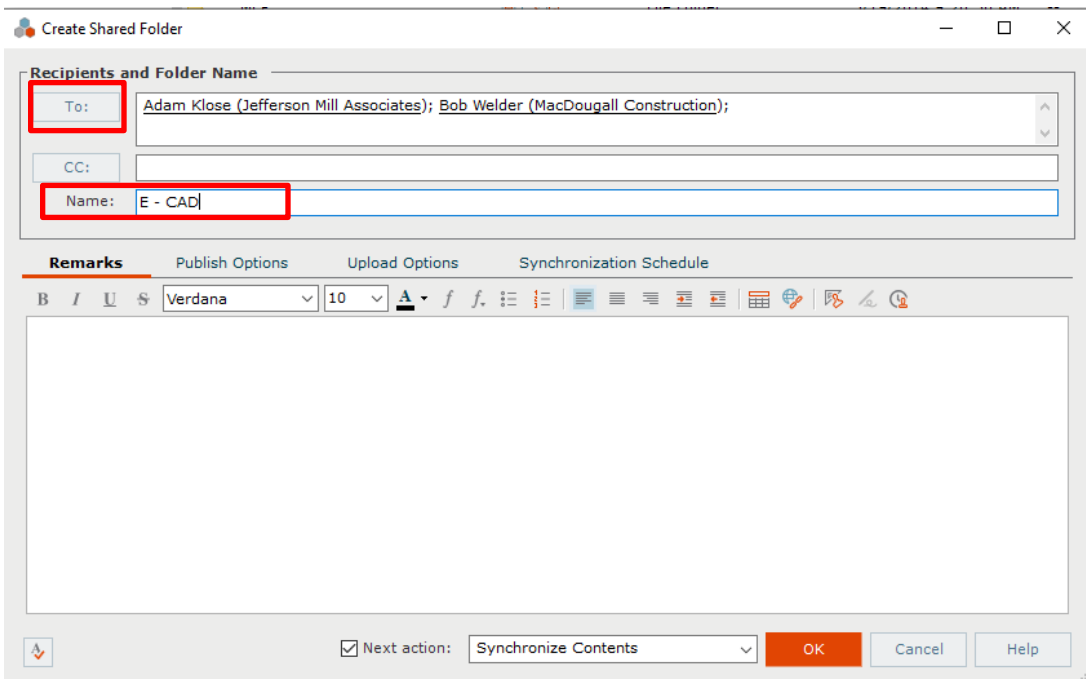 Create Shared Folder
Recipients and Folder Name
To: Adam Klose (Jefferson Mill Associates); Bob Welder (MacDougall Construction);
CC:
Name: E - CAD
Remarks Publish Options Upload Options Synchronization Schedule
B I U S Verdana 10 A f f.
Next action: Synchronize Contents OK Cancel Help